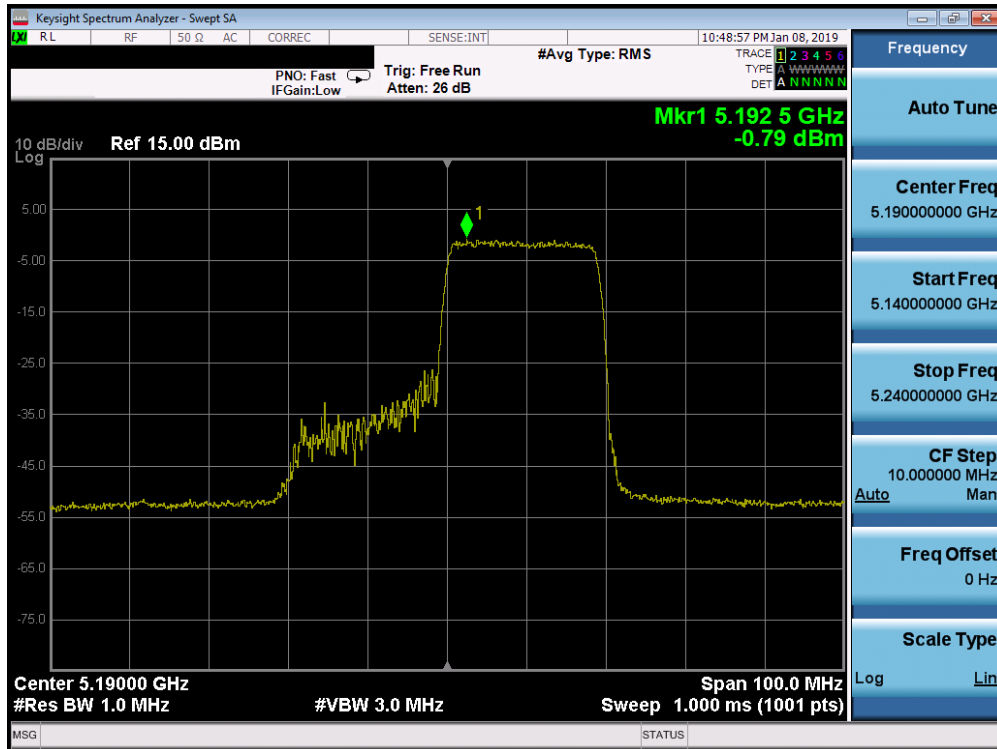 Keysight Spectrum Analyzer - Swept SA
LXI RL RF 50 Ω AC CORREC SENSE:INT 10:48:57 PM Jan 08, 2019
#Avg Type: RMS
TRACE 1 2 3 4 5 6
TYPE A WWWWW
DET A N N N N N
PNO: Fast
IFGain:Low
Trig: Free Run
Atten: 26 dB
Mkr1 5.192 5 GHz
-0.79 dBm
10 dB/div Ref 15.00 dBm
Log
1
5.00
-5.00
-15.0
-25.0
-35.0
-45.0
-55.0
-65.0
-75.0
Center 5.19000 GHz Span 100.0 MHz
#Res BW 1.0 MHz #VBW 3.0 MHz Sweep 1.000 ms (1001 pts)
MSG STATUS
Frequency
Auto Tune
Center Freq
5.190000000 GHz
Start Freq
5.140000000 GHz
Stop Freq
5.240000000 GHz
CF Step
10.000000 MHz
Auto Man
Freq Offset
0 Hz
Scale Type
Log Lin